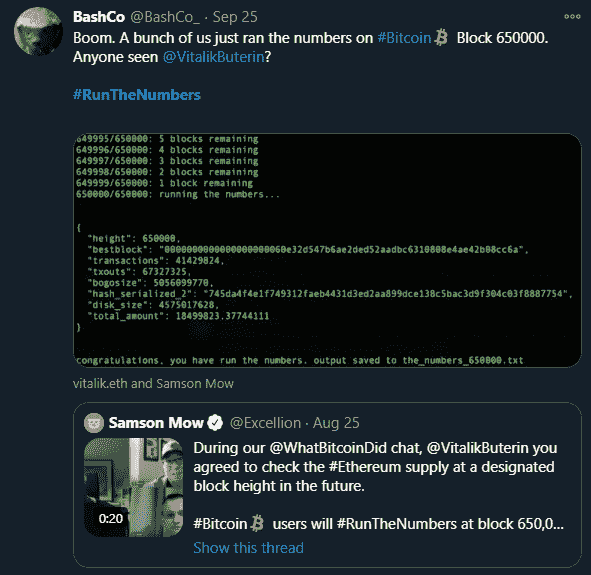 BashCo @BashCo_ · Sep 25
Boom. A bunch of us just ran the numbers on #Bitcoin Block 650000.
Anyone seen @VitalikButerin?
#RunTheNumbers
649995/650000: 5 blocks remaining
649996/650000: 4 blocks remaining
649997/650000: 3 blocks remaining
649998/650000: 2 blocks remaining
649999/650000: 1 block remaining
650000/650000: running the numbers...
{
"height": 650000,
"bestblock":
"transactions": 41429824,
"txouts": 67327325,
"bogosize": 5056099770,
"hash_serialized_2":
"disk_size": 4575017628,
"total_amount": 18499823.37744111
}
congratulations. you have run the numbers. output saved to the_numbers_650000.txt
vitalik.eth and Samson Mow
Samson Mow @Excellion · Aug 25
During our @WhatBitcoinDid chat, @VitalikButerin you
agreed to check the #Ethereum supply at a designated
block height in the future.
0:20
#Bitcoin users will #RunTheNumbers at block 650,0...
Show this thread